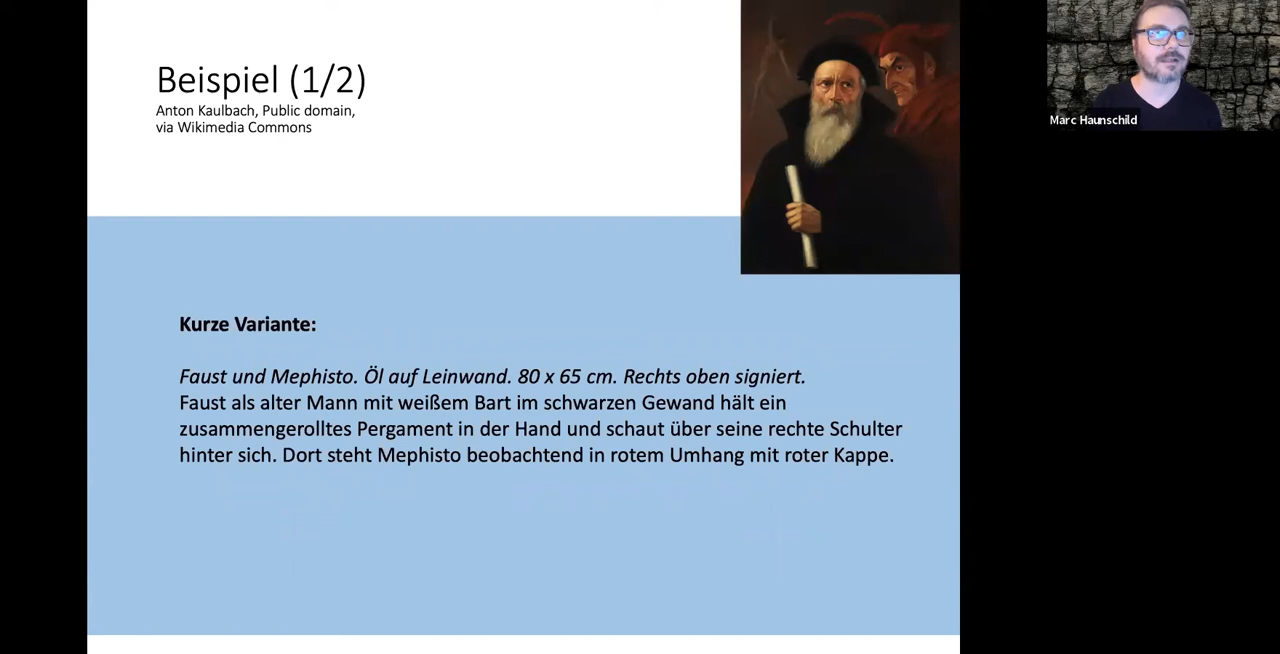 Beispiel (1/2)
Anton Kaulbach, Public domain,
via Wikimedia Commons
Marc Haunschild
Kurze Variante:
Faust und Mephisto. Öl auf Leinwand. 80 x 65 cm. Rechts oben signiert.
Faust als alter Mann mit weißem Bart im schwarzen Gewand hält ein
zusammengerolltes Pergament in der Hand und schaut über seine rechte Schulter
hinter sich. Dort steht Mephisto beobachtend in rotem Umhang mit roter Kappe.